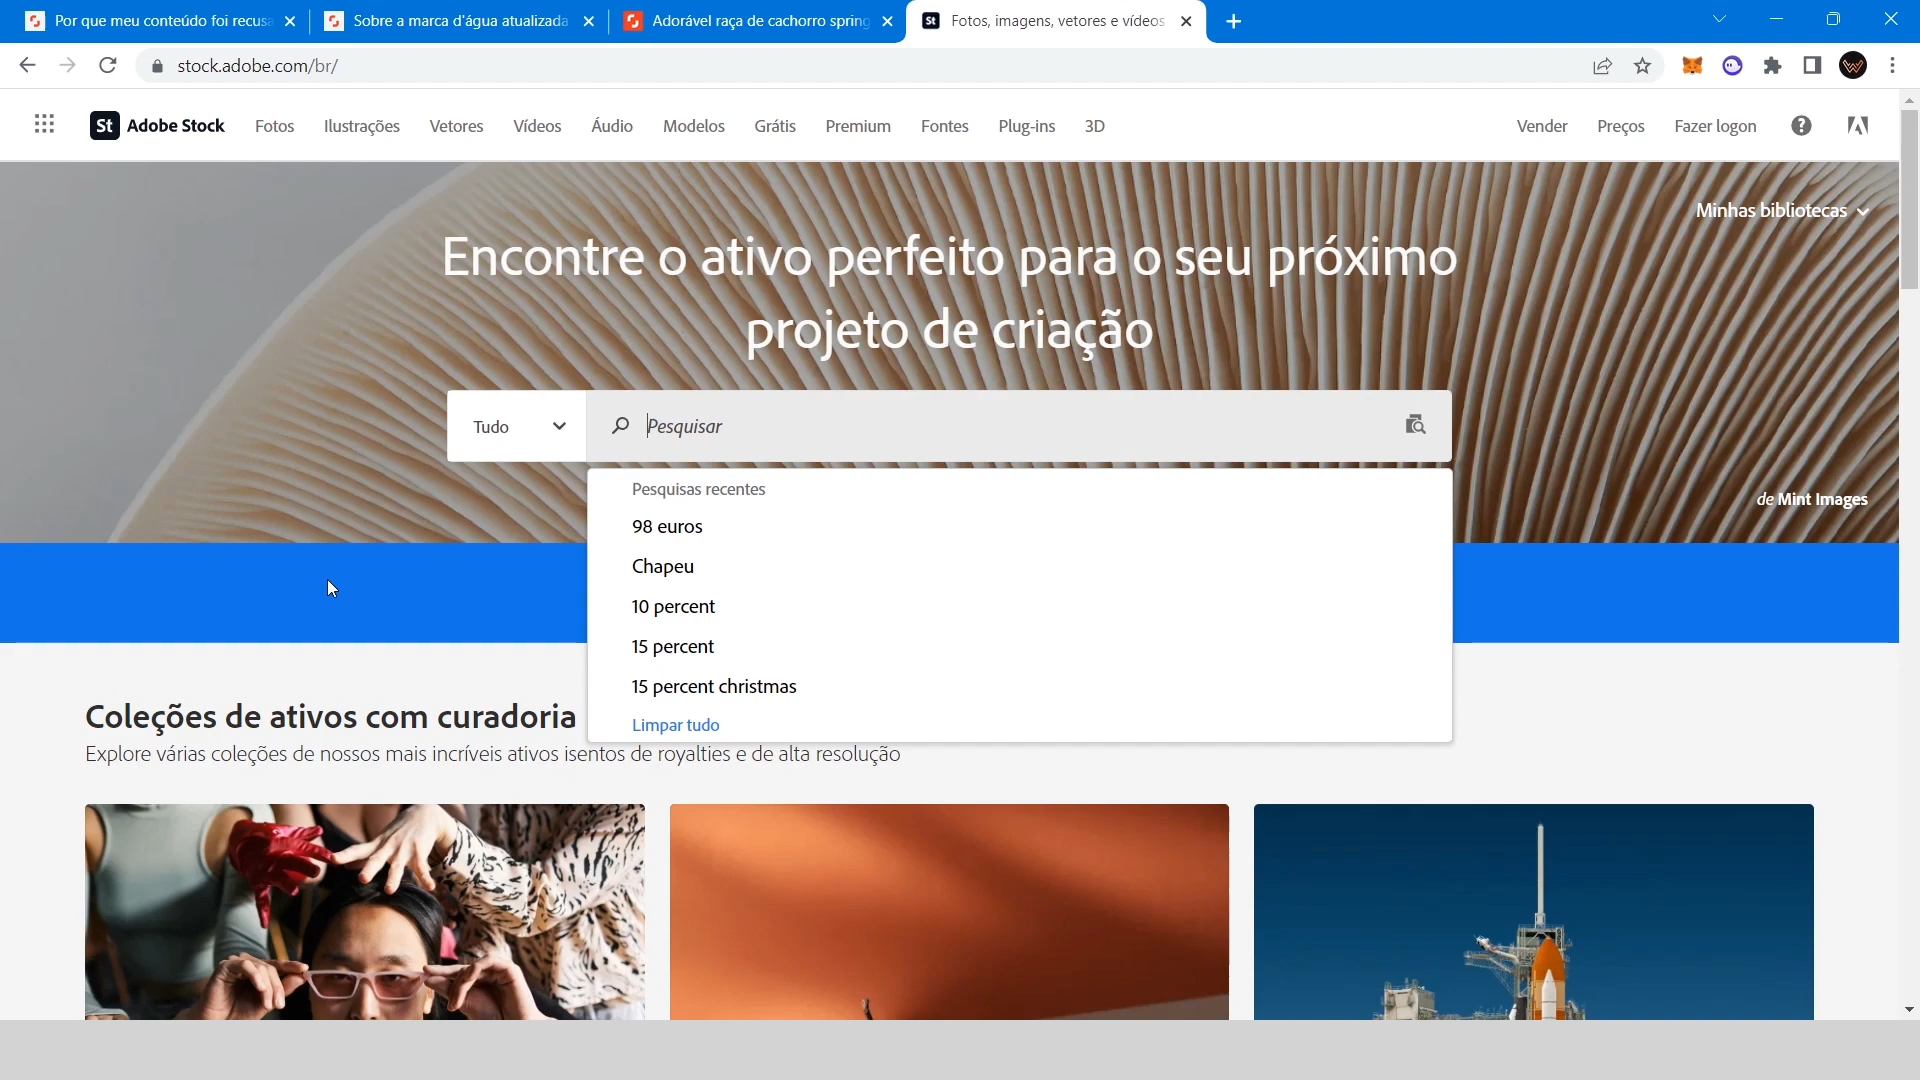 Por que meu conteúdo foi recusa
Sobre a marca d'água atualizada
Adorável raça de cachorro spring
St Fotos, imagens, vetores e vídeos
stock.adobe.com/br/
St Adobe Stock
Fotos
Ilustrações
Vetores
Vídeos
Áudio
Modelos
Grátis
Premium
Fontes
Plug-ins
3D
Vender
Preços
Fazer logon
Minhas bibliotecas
Encontre o ativo perfeito para o seu próximo
projeto de criação
Tudo
Pesquisar
Pesquisas recentes
98 euros
Chapeu
10 percent
15 percent
15 percent christmas
Limpar tudo
de Mint Images
Coleções de ativos com curadoria
Explore várias coleções de nossos mais incríveis ativos isentos de royalties e de alta resolução